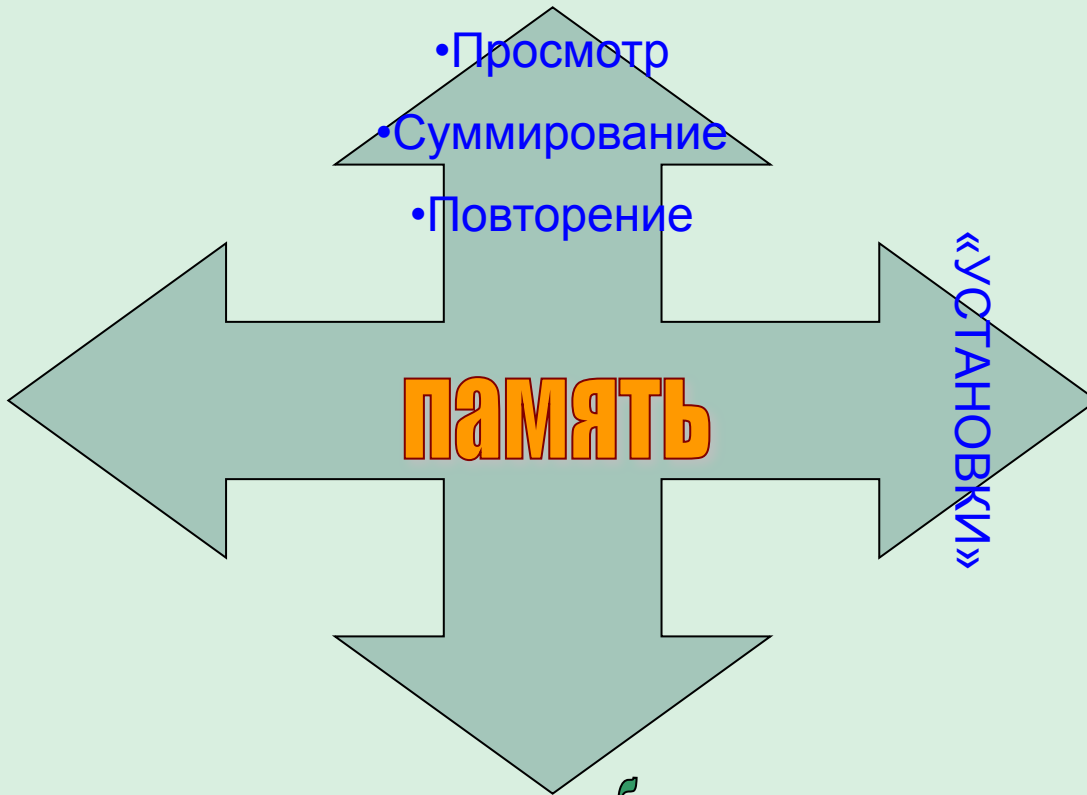 •Просмотр
•Суммирование
•Повторение
«УСТАНОВКИ»
память